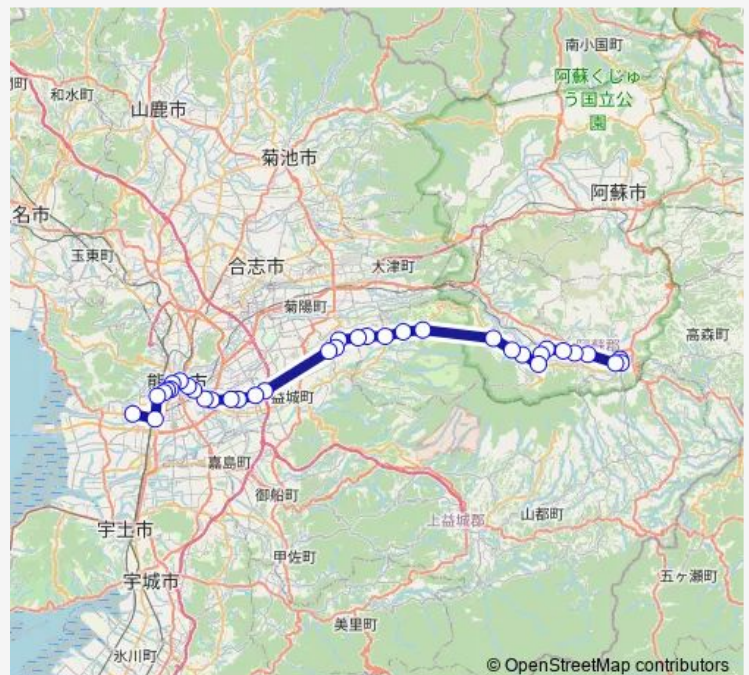 南小国町
阿蘇くじゅ
う国立公
園
和水町
山鹿市
菊池市
阿蘇市
名市
玉東町
合志市
大津町
菊陽町
高森町
益城町
嘉島町
御船町
上益城郡
山都町
宇土市
甲佐町
宇城市
五ヶ瀬町
美里町
氷川町
© OpenStreetMap contributors